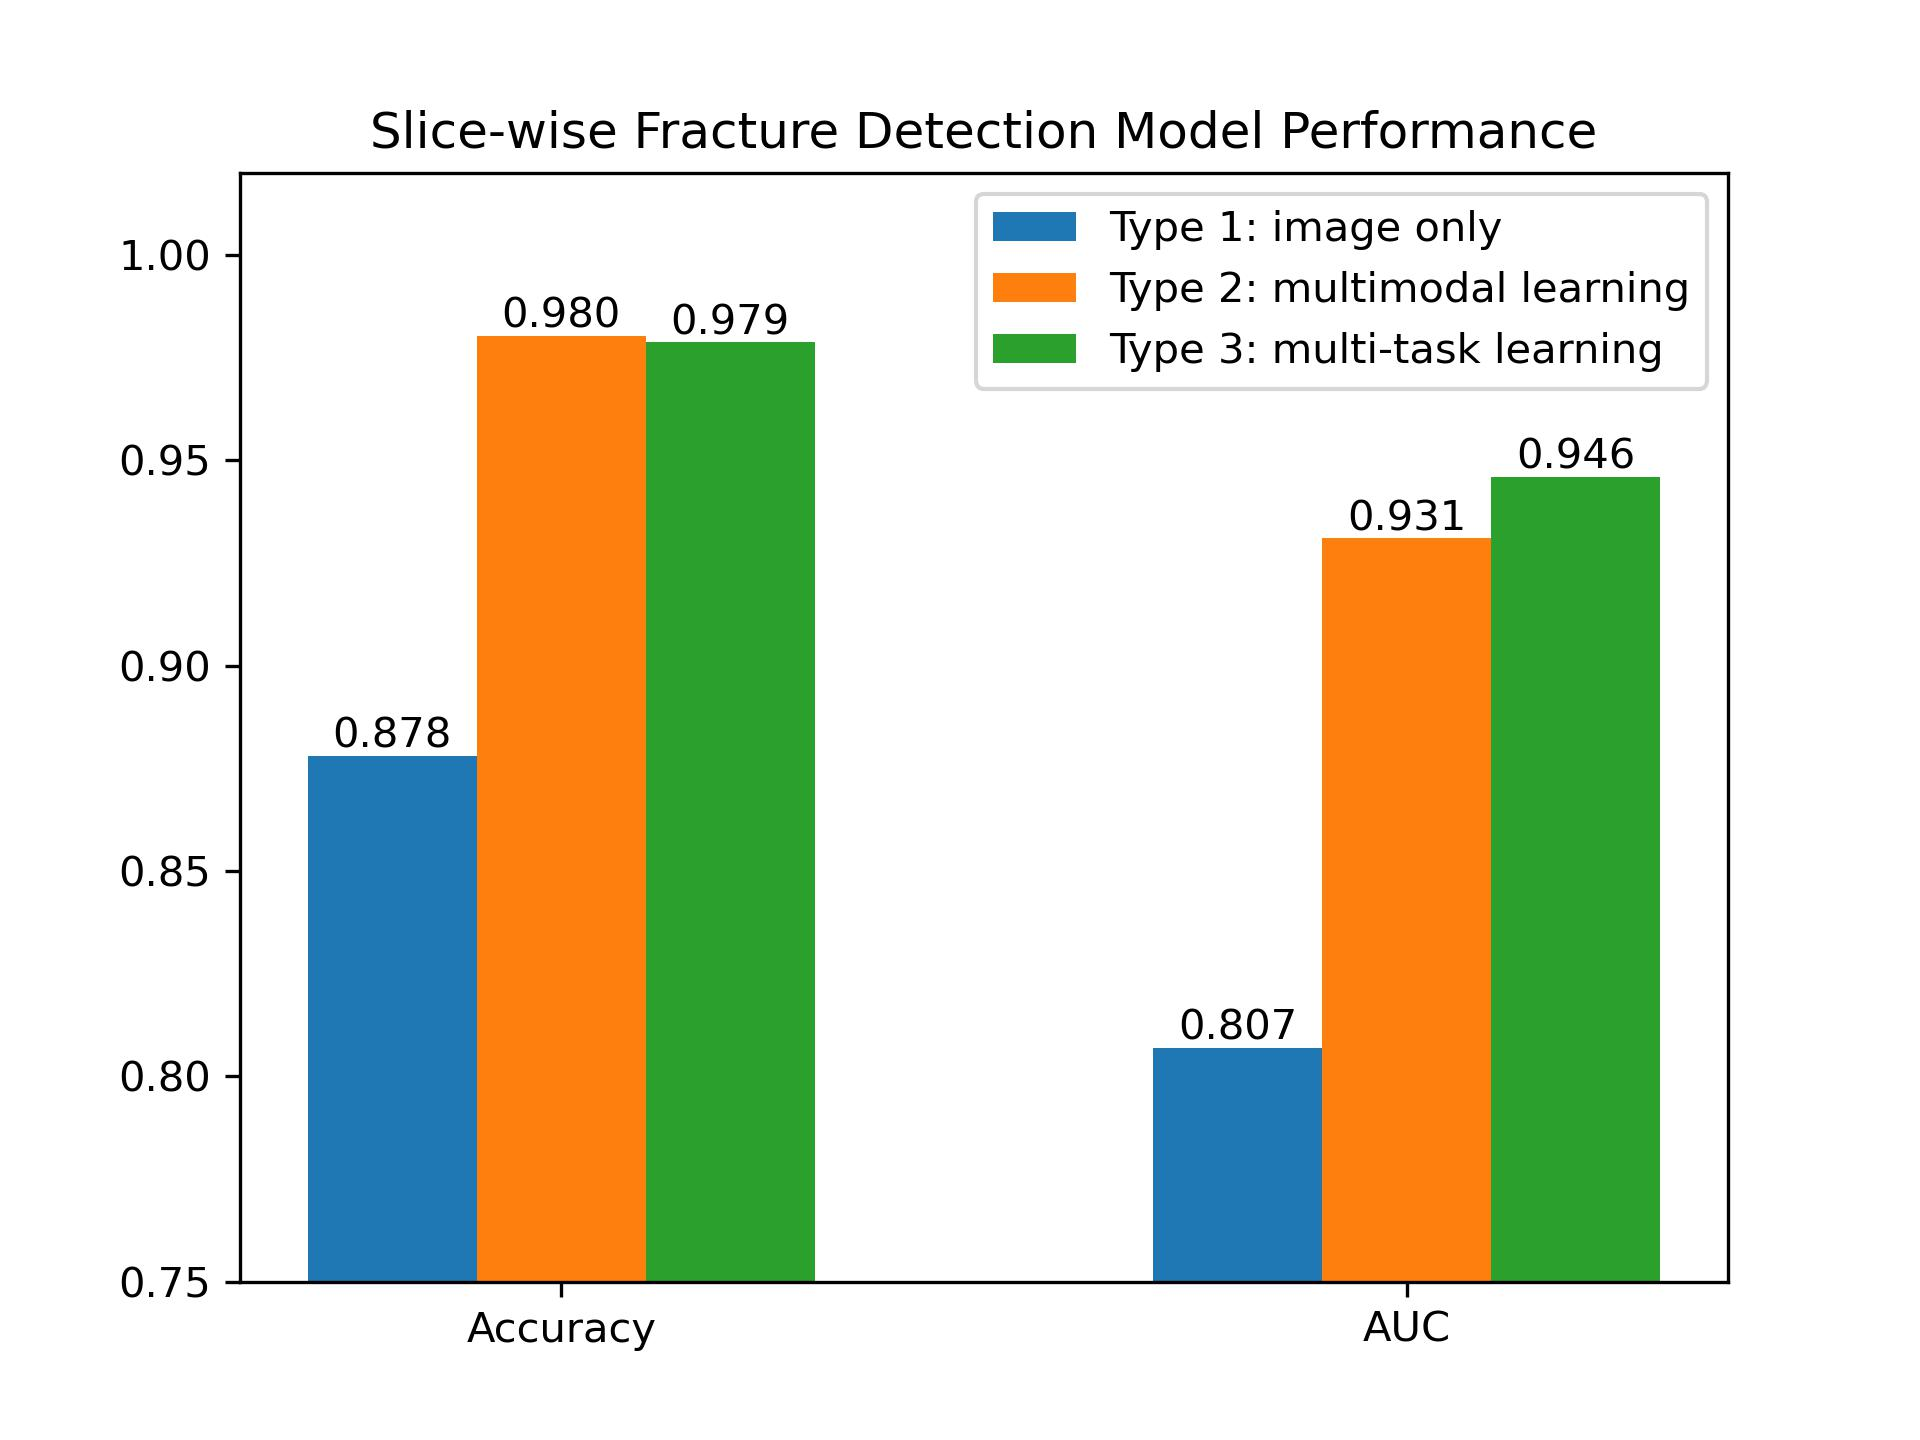 Slice-wise Fracture Detection Model Performance
Type 1: image only
Type 2: multimodal learning
Type 3: multi-task learning
1.00
0.95
0.90
0.85
0.80
0.75
0.878
0.980
0.979
0.807
0.931
0.946
Accuracy
AUC